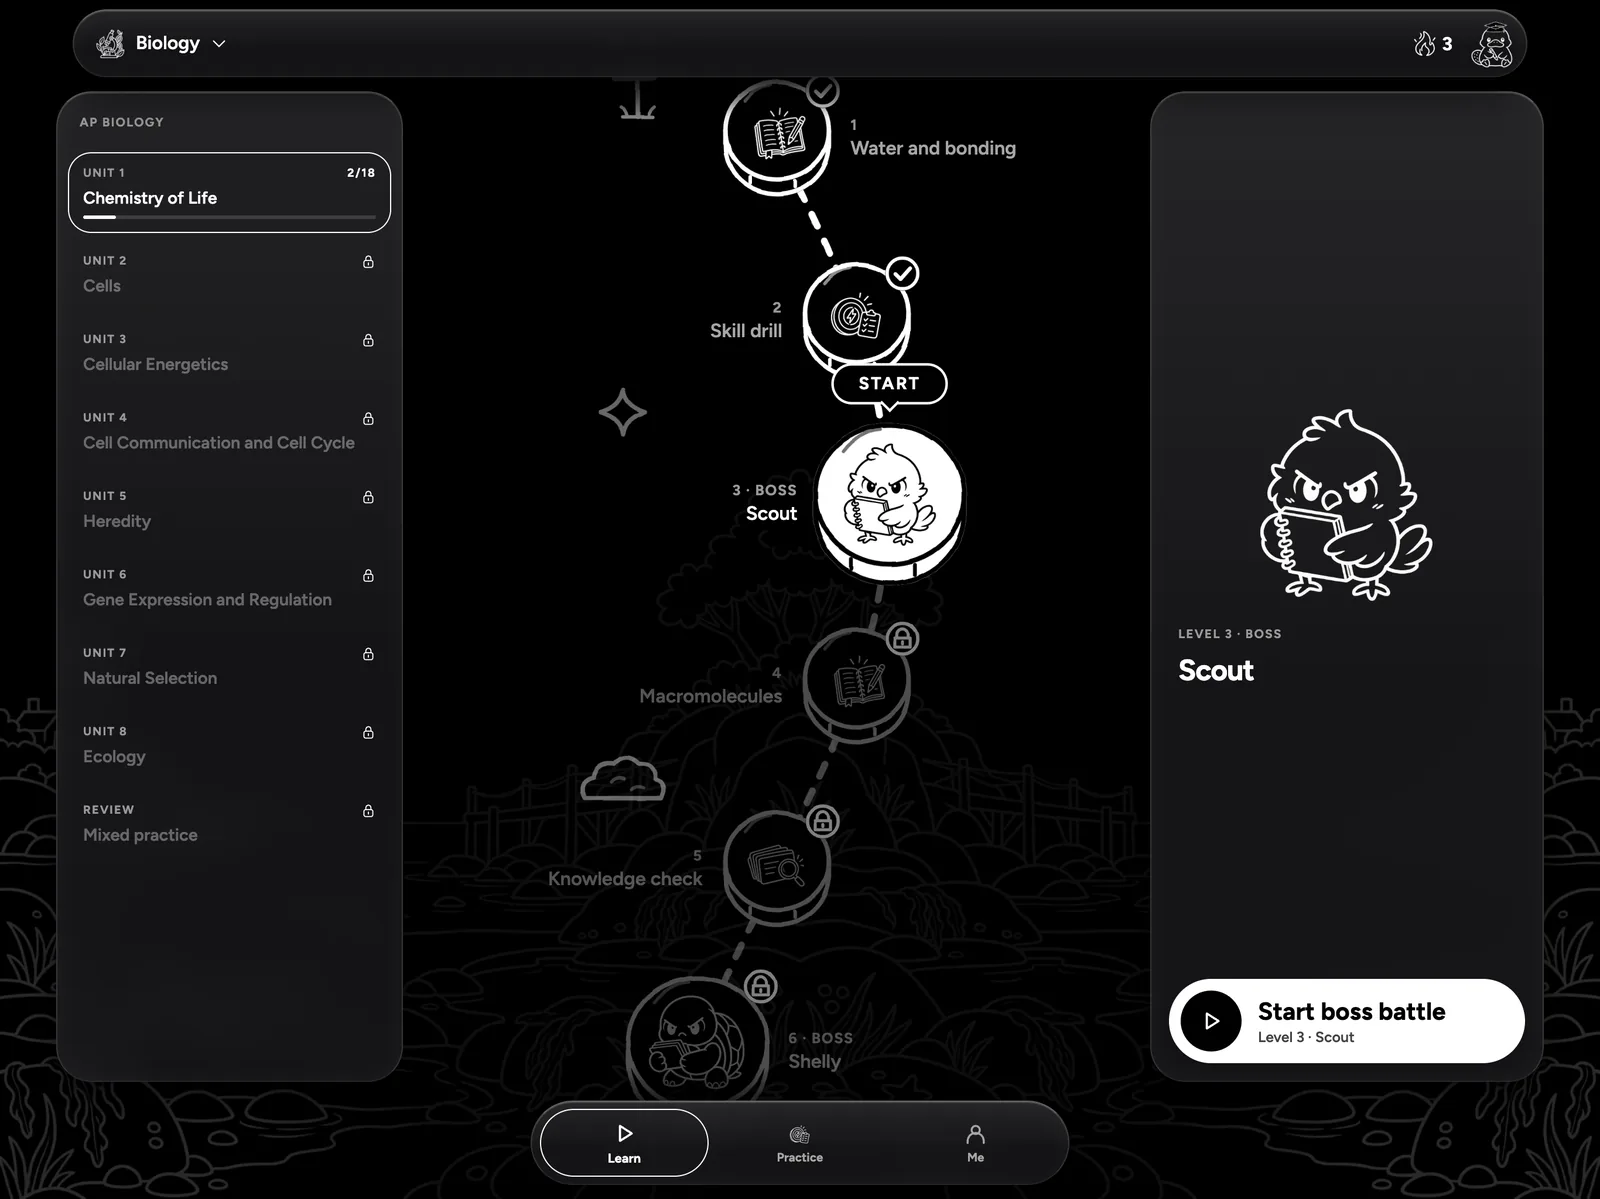 Biology
3
AP BIOLOGY
UNIT 1
2/18
Chemistry of Life
UNIT 2
Cells
UNIT 3
Cellular Energetics
UNIT 4
Cell Communication and Cell Cycle
UNIT 5
Heredity
UNIT 6
Gene Expression and Regulation
UNIT 7
Natural Selection
UNIT 8
Ecology
REVIEW
Mixed practice
1
Water and bonding
2
Skill drill
START
3 · BOSS
Scout
4
Macromolecules
5
Knowledge check
6 · BOSS
Shelly
LEVEL 3 · BOSS
Scout
Start boss battle
Level 3 · Scout
Learn
Practice
Me